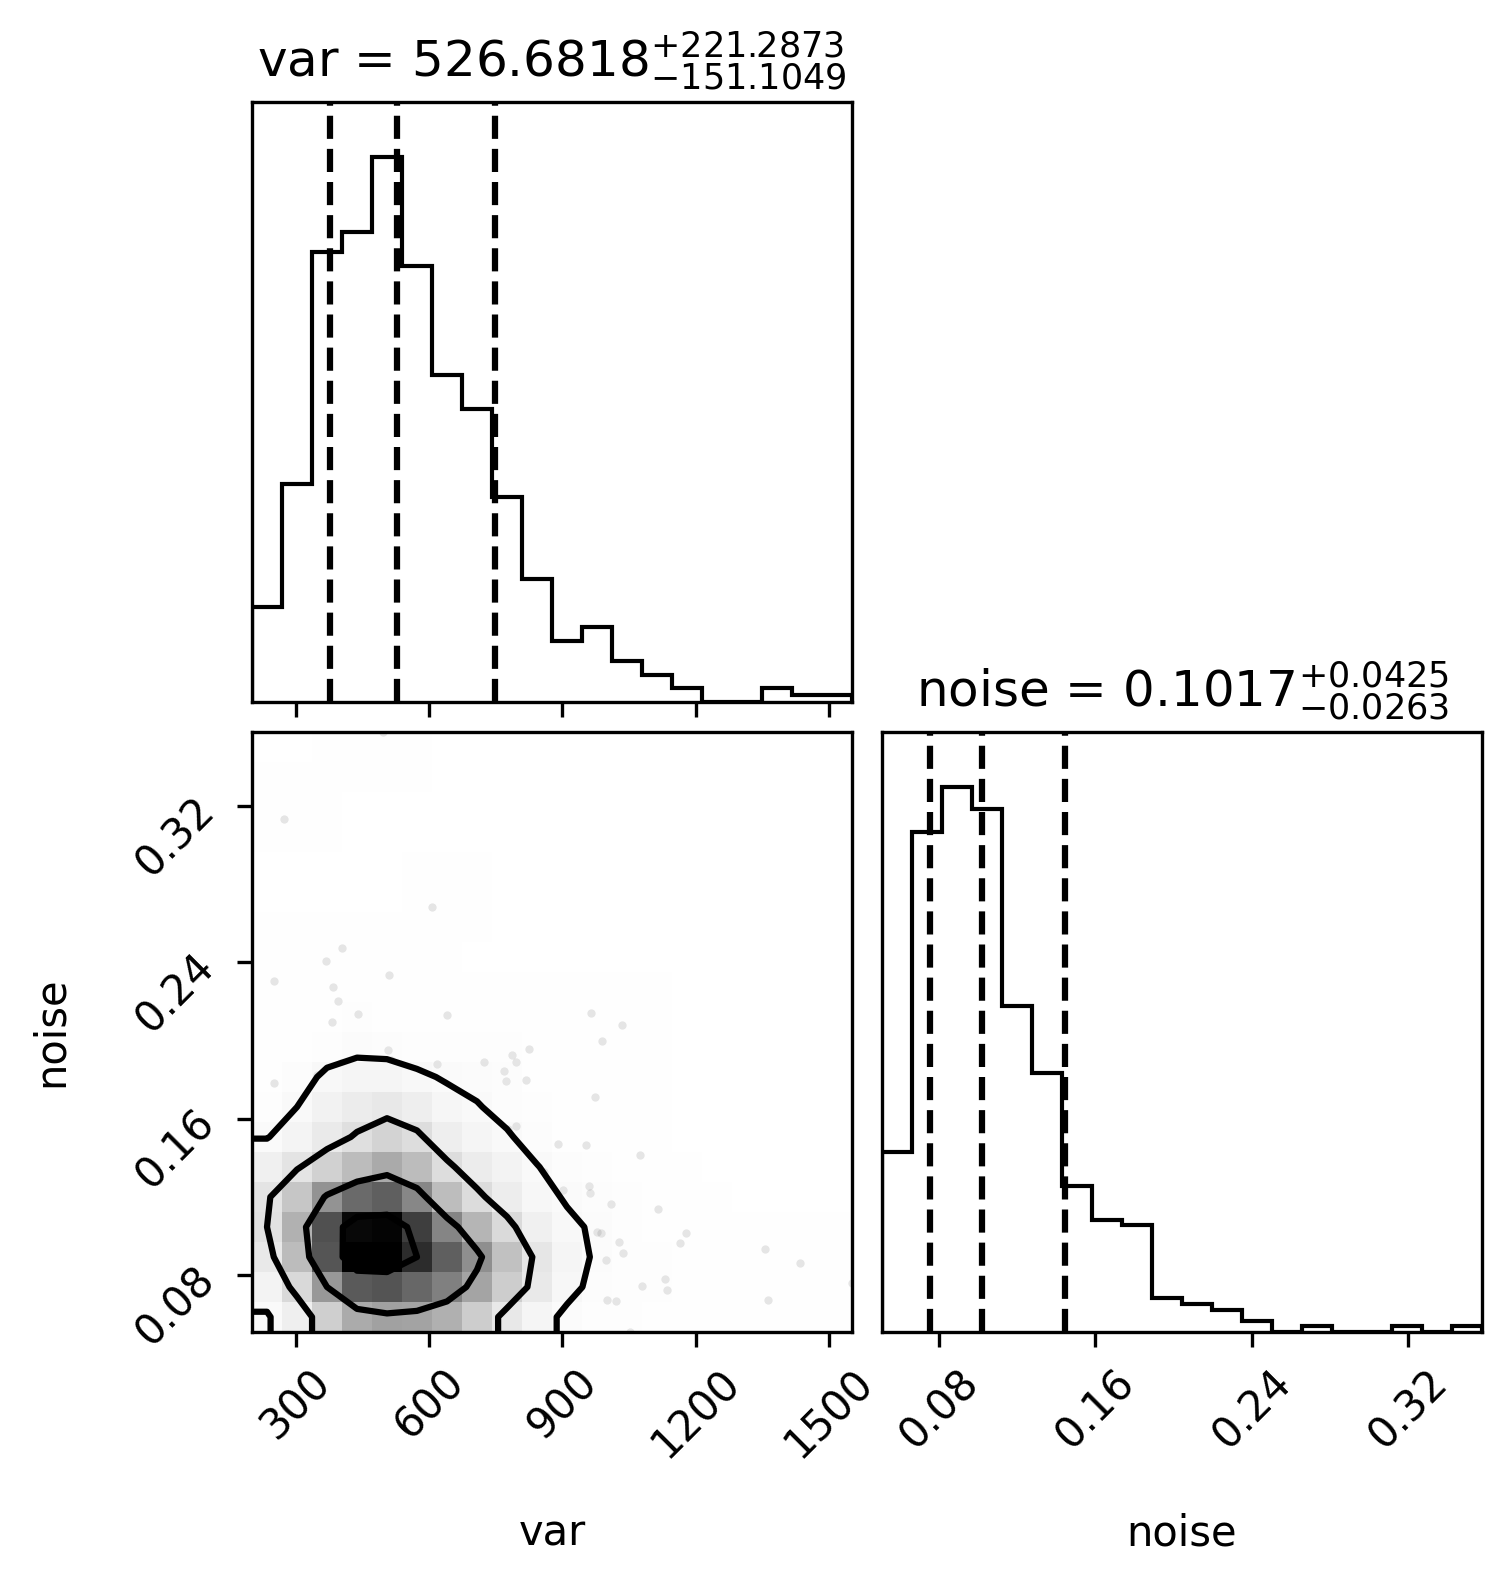 var = 526.6818+221.2873−151.1049
noise = 0.1017+0.0425−0.0263
0.32
0.24
0.16
0.08
noise
300 600 900 1200 1500 0.08 0.16 0.24 0.32
var noise